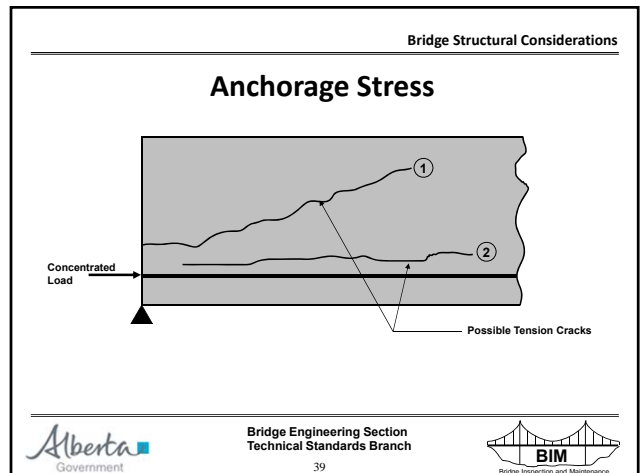 Bridge Structural Considerations
Anchorage Stress
1
2
Concentrated
Load
Possible Tension Cracks
Alberta
Government
Bridge Engineering Section
Technical Standards Branch
39
BIM
Bridge Inspection and Maintenance